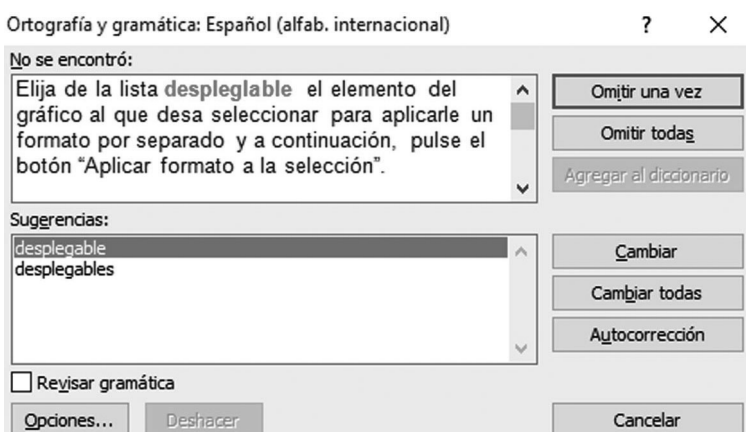 Ortografía y gramática: Español (alfab. internacional) ? ✕
No se encontró:
Elija de la lista despleglable el elemento del
gráfico al que desa seleccionar para aplicarle un
formato por separado y a continuación, pulse el
botón “Aplicar formato a la selección”.
Omitir una vez
Omitir todas
Agregar al diccionario
Sugerencias:
desplegable
desplegables
Cambiar
Cambiar todas
Autocorrección
Revisar gramática
Opciones... Deshacer Cancelar